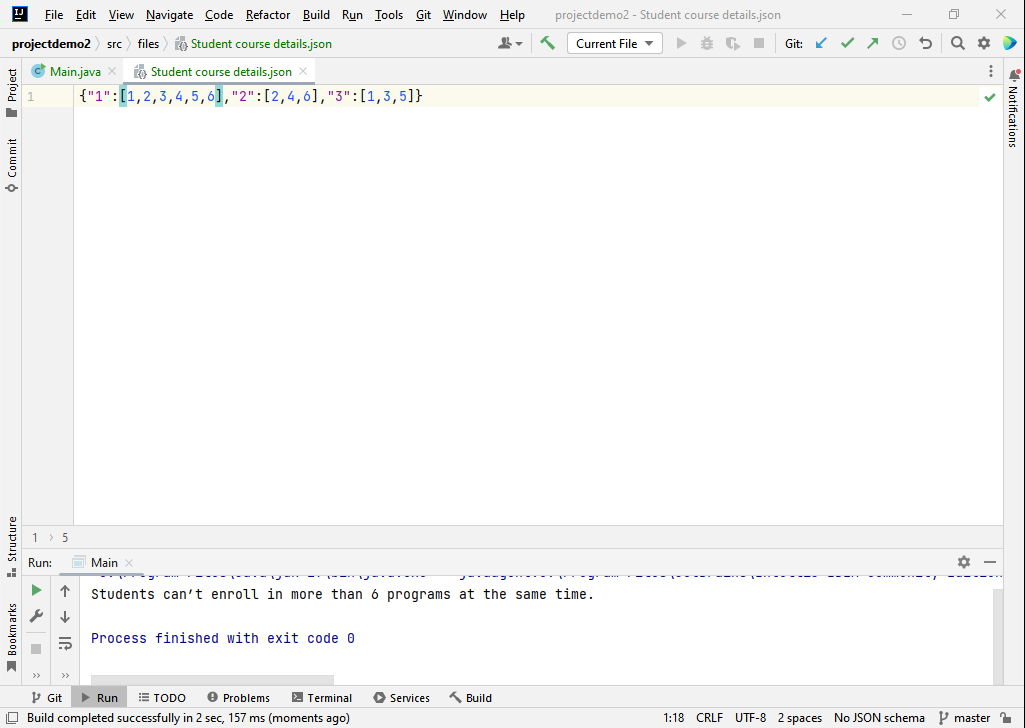 File Edit View Navigate Code Refactor Build Run Tools Git Window Help projectdemo2 - Student course details.json
projectdemo2 src files Student course details.json Current File Git:
Main.java Student course details.json
1 {"1":[1,2,3,4,5,6],"2":[2,4,6],"3":[1,3,5]}
Project
Commit
Structure
Bookmarks
Notifications
1 › 5
Run: Main
Students can't enroll in more than 6 programs at the same time.
Process finished with exit code 0
Git Run TODO Problems Terminal Services Build
Build completed successfully in 2 sec, 157 ms (moments ago) 1:18 CRLF UTF-8 2 spaces No JSON schema master